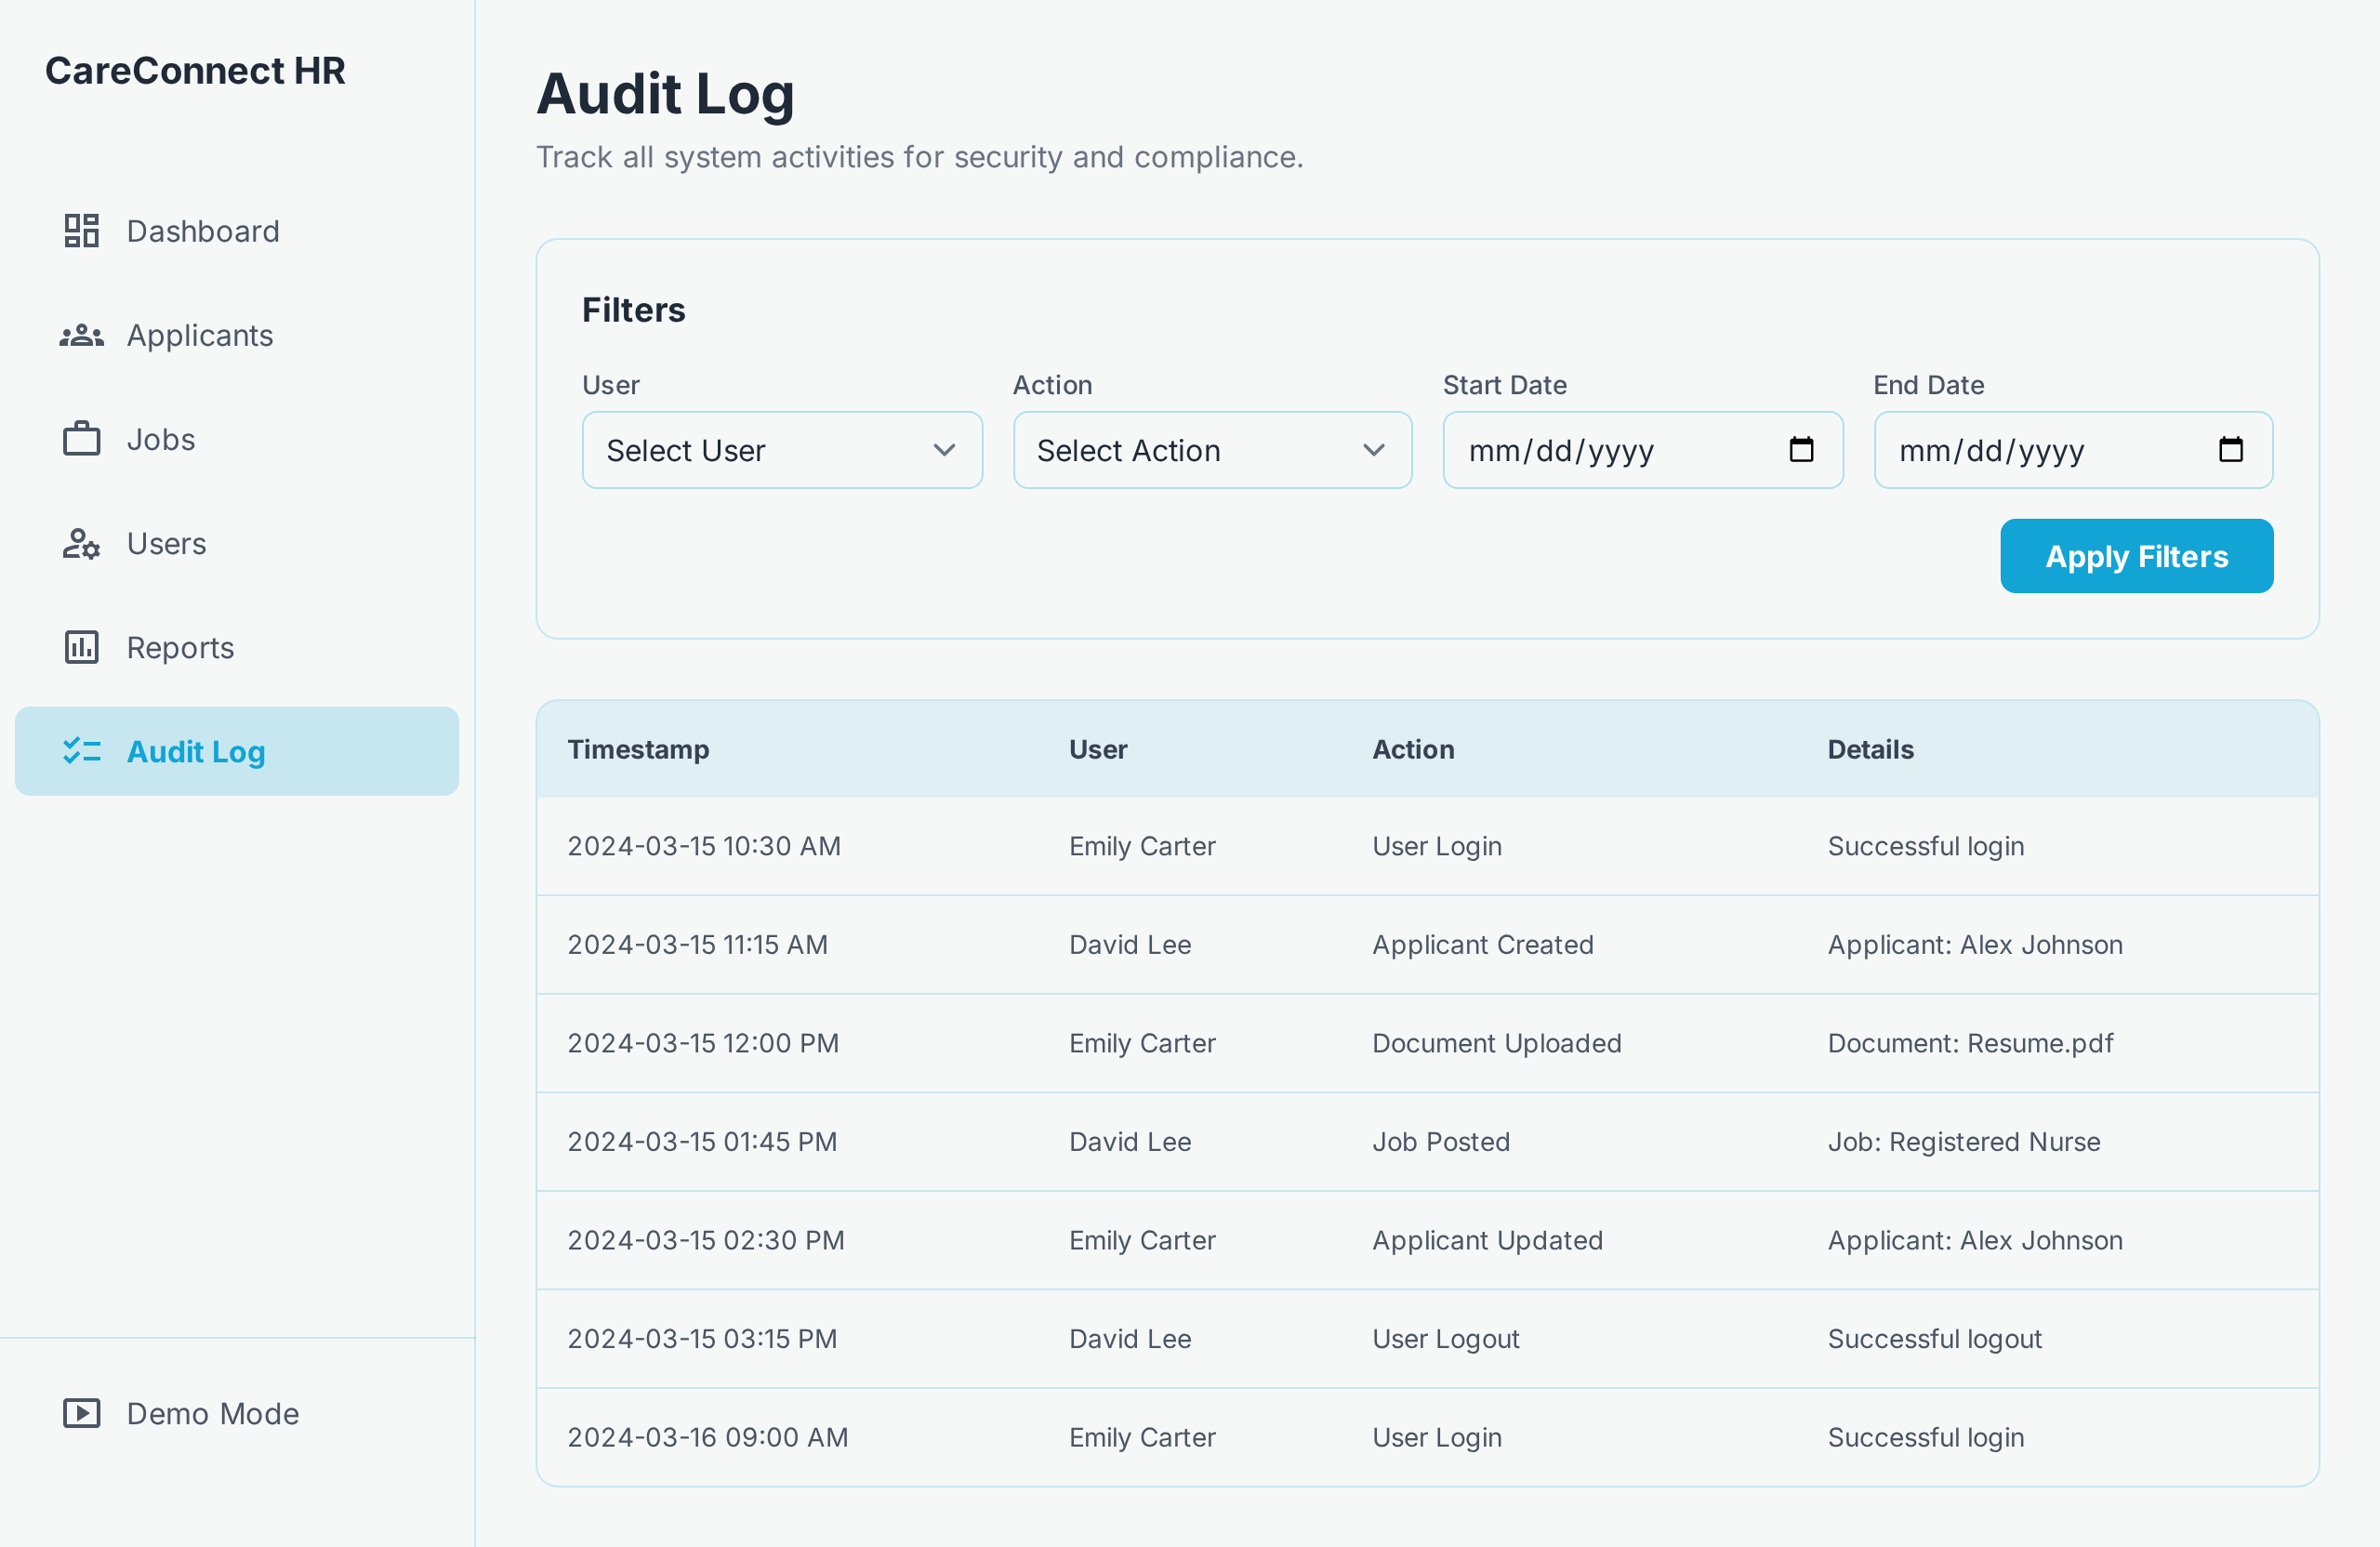 CareConnect HR
Dashboard
Applicants
Jobs
Users
Reports
Audit Log
Demo Mode
Audit Log
Track all system activities for security and compliance.
Filters
User Action Start Date End Date
Select User Select Action mm/dd/yyyy mm/dd/yyyy
Apply Filters
Timestamp User Action Details
2024-03-15 10:30 AM Emily Carter User Login Successful login
2024-03-15 11:15 AM David Lee Applicant Created Applicant: Alex Johnson
2024-03-15 12:00 PM Emily Carter Document Uploaded Document: Resume.pdf
2024-03-15 01:45 PM David Lee Job Posted Job: Registered Nurse
2024-03-15 02:30 PM Emily Carter Applicant Updated Applicant: Alex Johnson
2024-03-15 03:15 PM David Lee User Logout Successful logout
2024-03-16 09:00 AM Emily Carter User Login Successful login